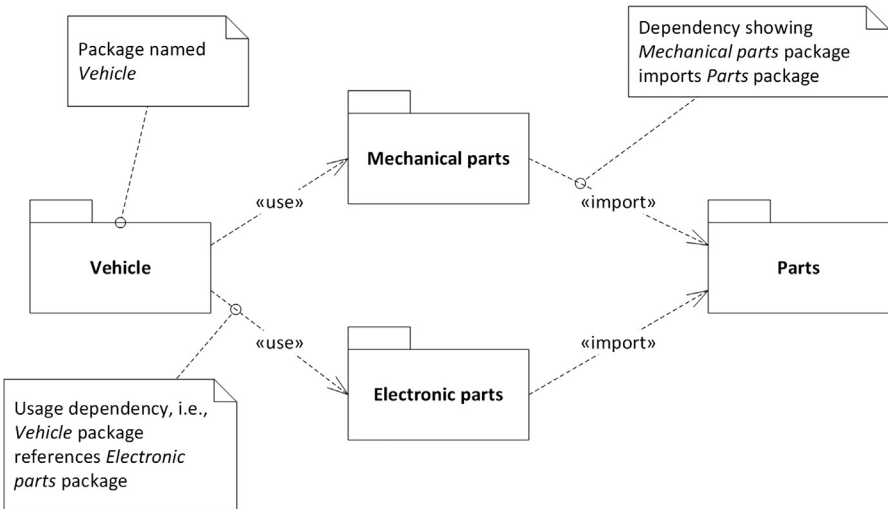 Package named
Vehicle
Dependency showing
Mechanical parts package
imports Parts package
Mechanical parts
«use»
«import»
Vehicle
Parts
«use»
«import»
Electronic parts
Usage dependency, i.e.,
Vehicle package
references Electronic
parts package